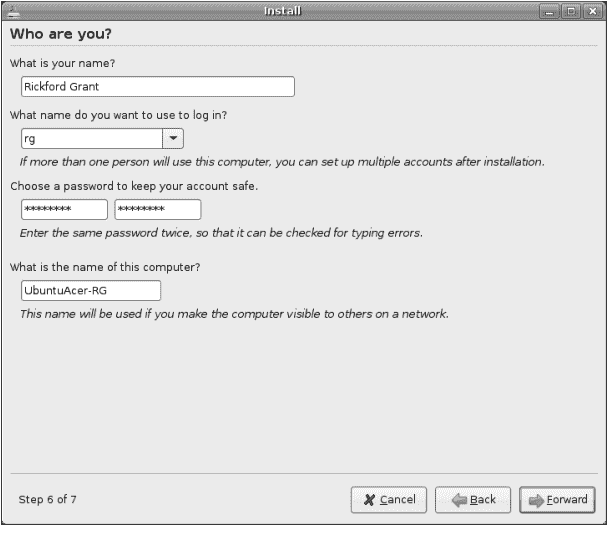 Install
Who are you?
What is your name?
Rickford Grant
What name do you want to use to log in?
rg
If more than one person will use this computer, you can set up multiple accounts after installation.
Choose a password to keep your account safe.
******** ********
Enter the same password twice, so that it can be checked for typing errors.
What is the name of this computer?
UbuntuAcer-RG
This name will be used if you make the computer visible to others on a network.
Step 6 of 7 Cancel Back Forward